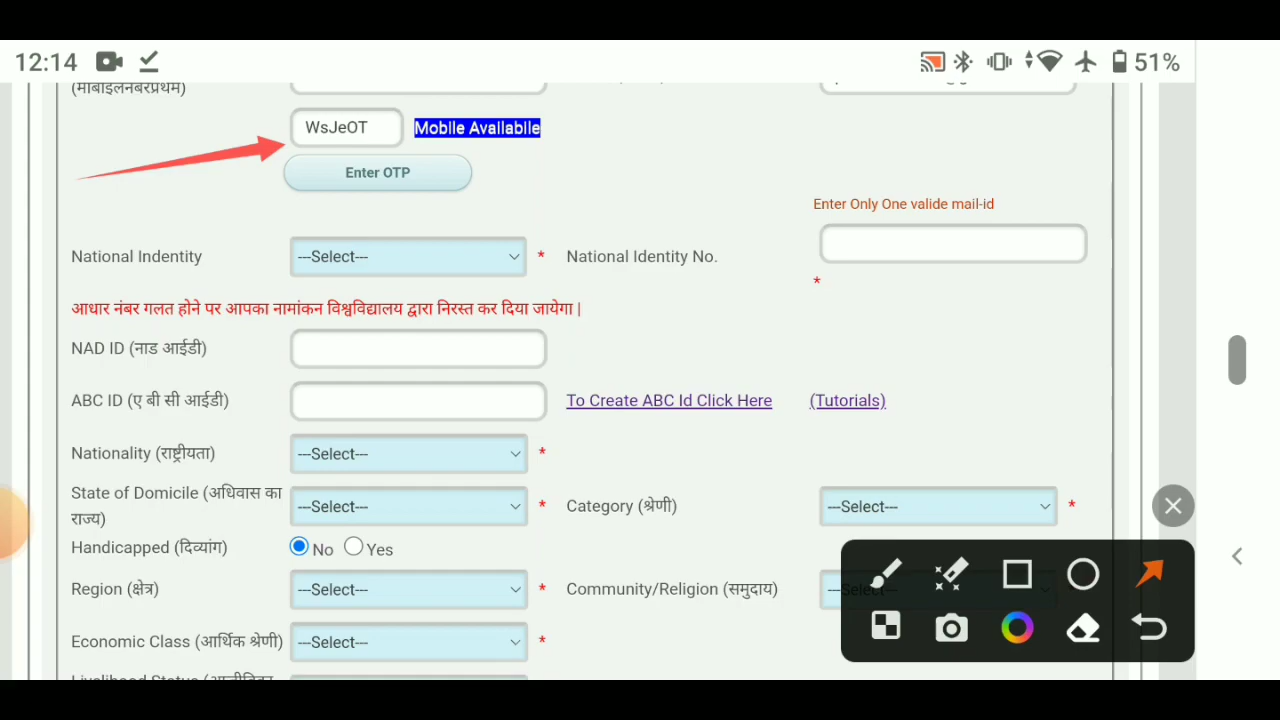 12:14
51%
(मोबाईलनंबरप्रथम)
WsJeOT Mobile Availabile
Enter OTP
Enter Only One valide mail-id
National Indentity ---Select--- * National Identity No.
*
आधार नंबर गलत होने पर आपका नामांकन विश्वविद्यालय द्वारा निरस्त कर दिया जायेगा |
NAD ID (नाड आईडी)
ABC ID (ए बी सी आईडी) To Create ABC Id Click Here (Tutorials)
Nationality (राष्ट्रीयता) ---Select--- *
State of Domicile (अधिवास का राज्य) ---Select--- * Category (श्रेणी) ---Select--- *
Handicapped (दिव्यांग) No Yes
Region (क्षेत्र) ---Select--- * Community/Religion (समुदाय) ---Select---
Economic Class (आर्थिक श्रेणी) ---Select--- *